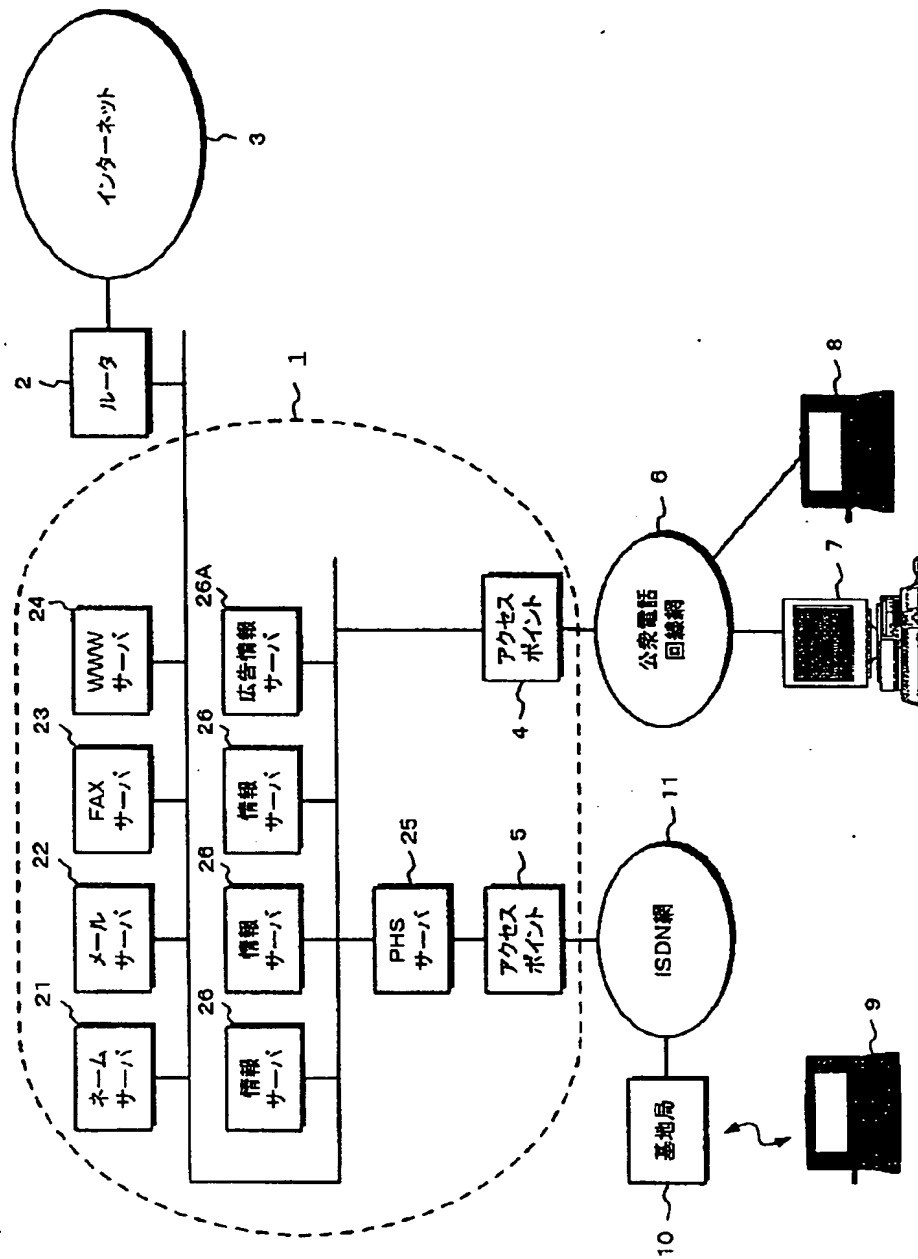 インターネット
3
2
ルータ
1
21
ネーム
サーバ
22
メール
サーバ
23
FAX
サーバ
24
WWW
サーバ
26
情報
サーバ
26
情報
サーバ
26
情報
サーバ
26A
広告情報
サーバ
PHS
サーバ
25
アクセス
ポイント
5
アクセス
ポイント
4
ISDN網
11
公衆電話
回線網
6
基地局
10
9
7
8